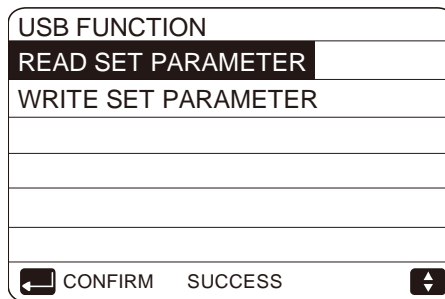 USB FUNCTION
READ SET PARAMETER
WRITE SET PARAMETER
CONFIRM SUCCESS